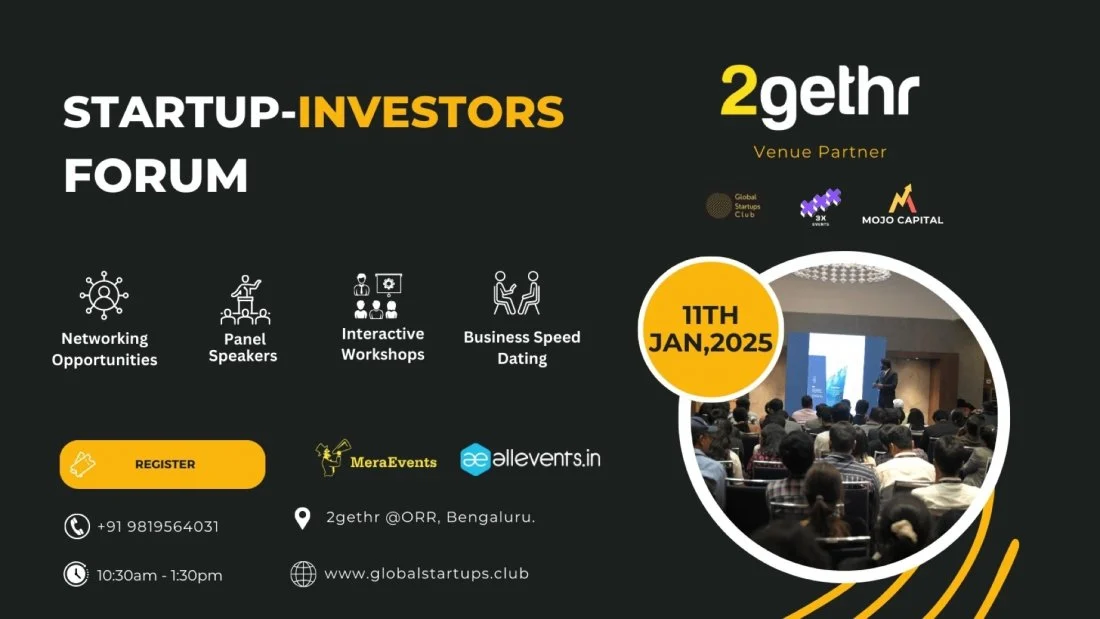 STARTUP-INVESTORS
FORUM
2gethr
Venue Partner
Global
Startups
Club
3X
EVENTS
MOJO CAPITAL
Networking
Opportunities
Panel
Speakers
Interactive
Workshops
Business Speed
Dating
11TH
JAN,2025
REGISTER
MeraEvents
ae allevents.in
+91 9819564031
2gethr @ORR, Bengaluru.
10:30am - 1:30pm
www.globalstartups.club